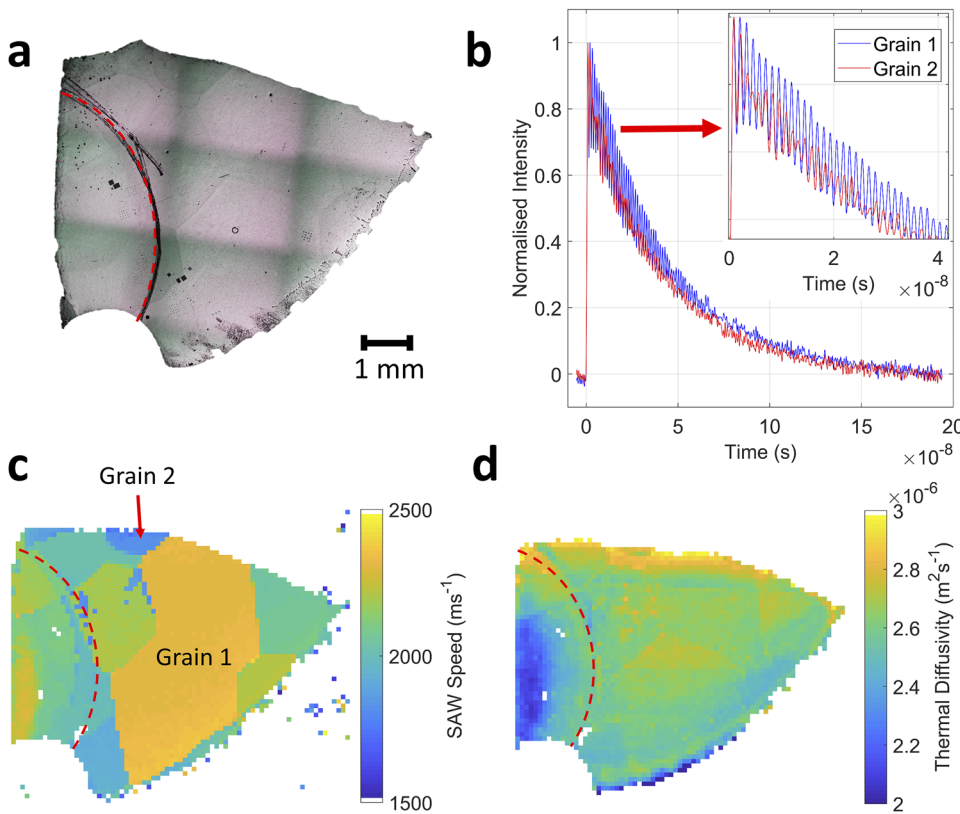 a
1 mm
b
Normalised Intensity
1
0.8
0.6
0.4
0.2
0
0
5
10
15
20
Time (s)
×10⁻⁸
Grain 1
Grain 2
0
2
4
Time (s)
×10⁻⁸
c
Grain 2
Grain 1
2500
2000
1500
SAW Speed (ms⁻¹)
d
×10⁻⁶
3
2.8
2.6
2.4
2.2
2
Thermal Diffusivity (m²s⁻¹)